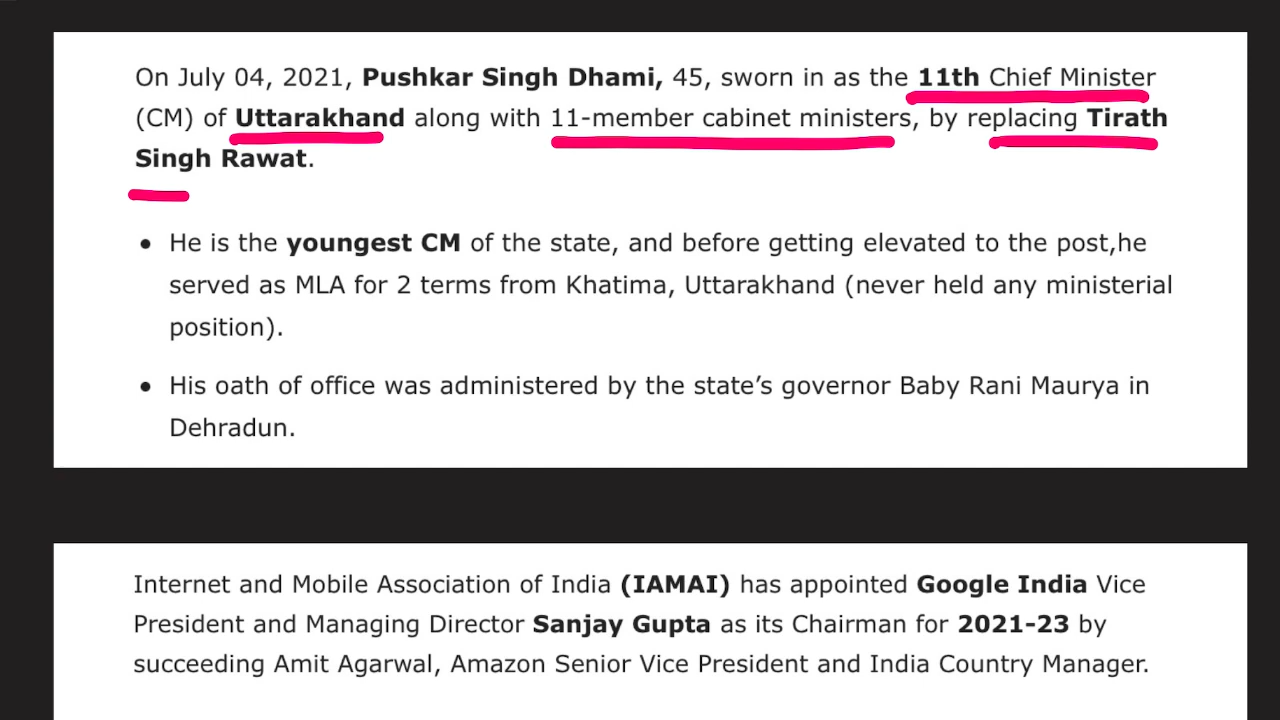 On July 04, 2021, Pushkar Singh Dhami, 45, sworn in as the 11th Chief Minister
(CM) of Uttarakhand along with 11-member cabinet ministers, by replacing Tirath
Singh Rawat.
• He is the youngest CM of the state, and before getting elevated to the post,he
served as MLA for 2 terms from Khatima, Uttarakhand (never held any ministerial
position).
• His oath of office was administered by the state’s governor Baby Rani Maurya in
Dehradun.
Internet and Mobile Association of India (IAMAI) has appointed Google India Vice
President and Managing Director Sanjay Gupta as its Chairman for 2021-23 by
succeeding Amit Agarwal, Amazon Senior Vice President and India Country Manager.